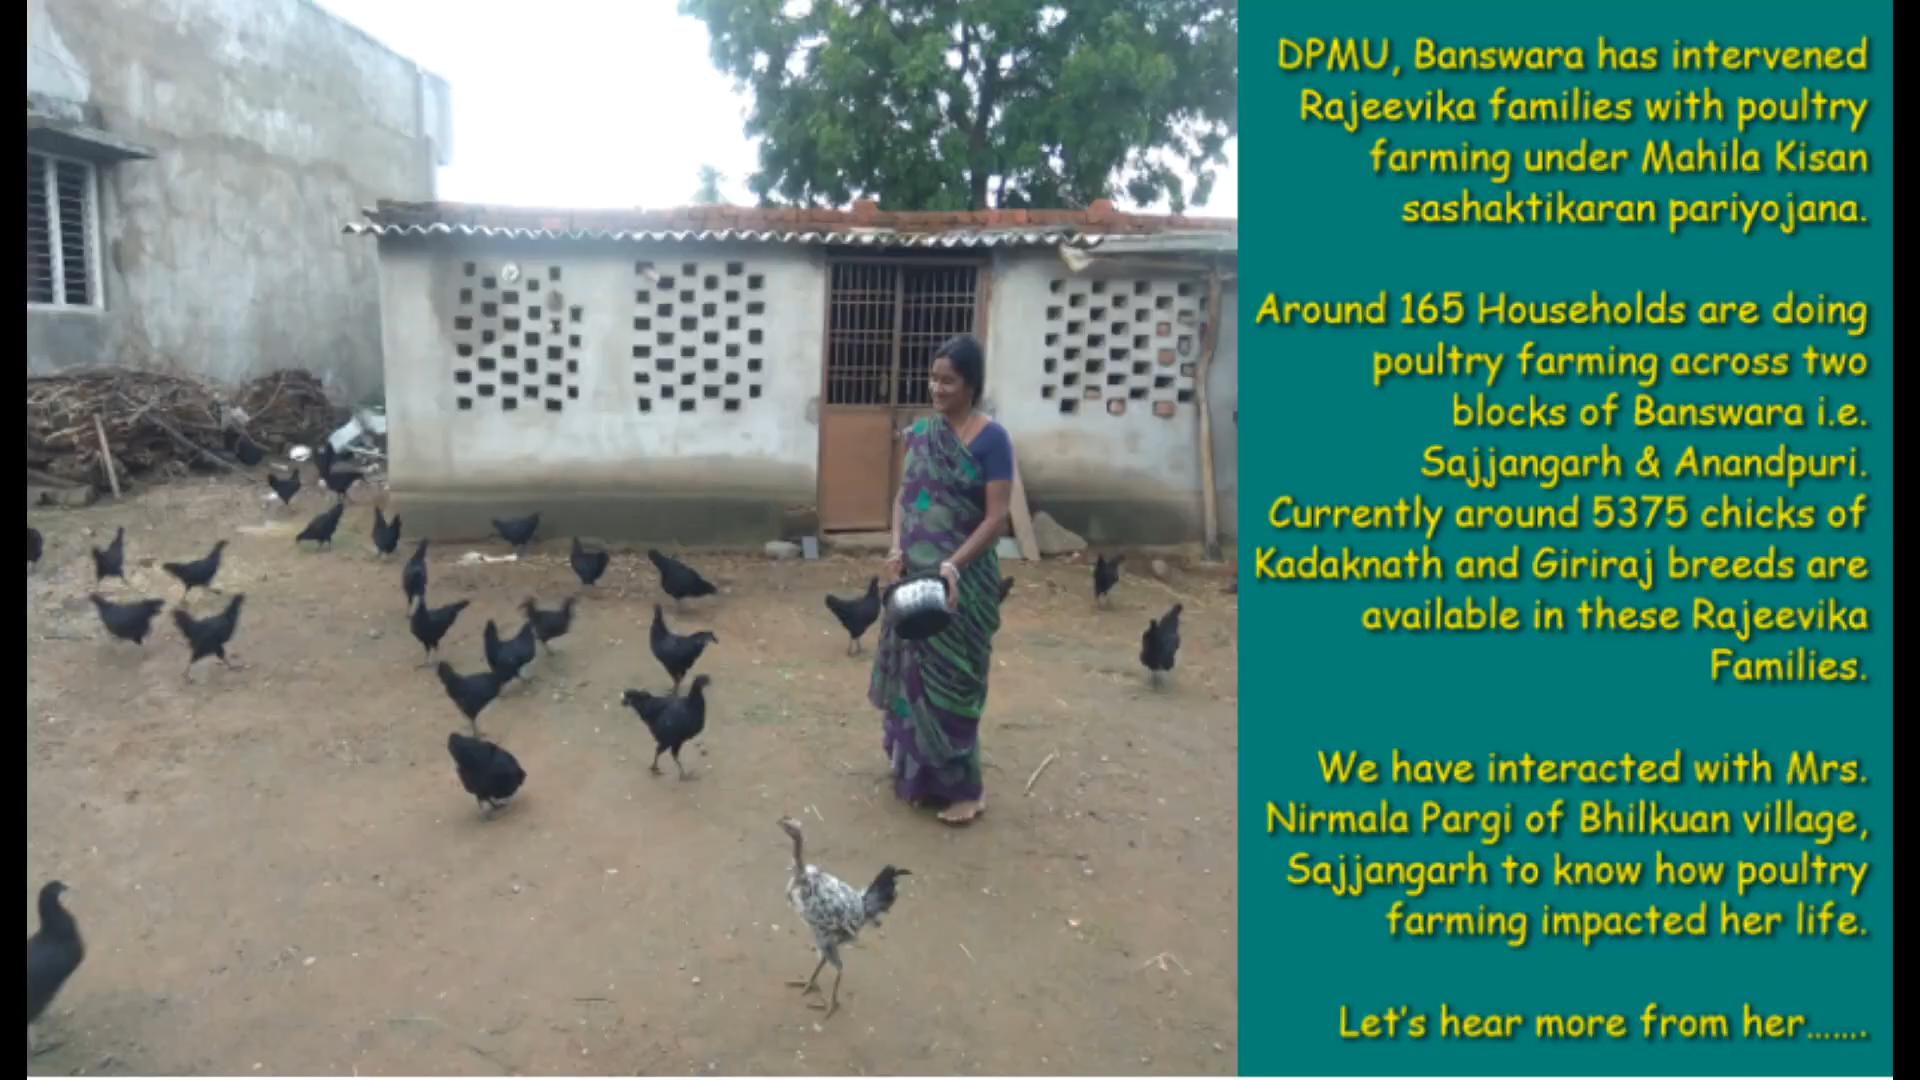 DPMU, Banswara has intervened
Rajeevika families with poultry
farming under Mahila Kisan
sashaktikaran pariyojana.
Around 165 Households are doing
poultry farming across two
blocks of Banswara i.e.
Sajjangarh & Anandpuri.
Currently around 5375 chicks of
Kadaknath and Giriraj breeds are
available in these Rajeevika
Families.
We have interacted with Mrs.
Nirmala Pargi of Bhilkuan village,
Sajjangarh to know how poultry
farming impacted her life.
Let's hear more from her.......